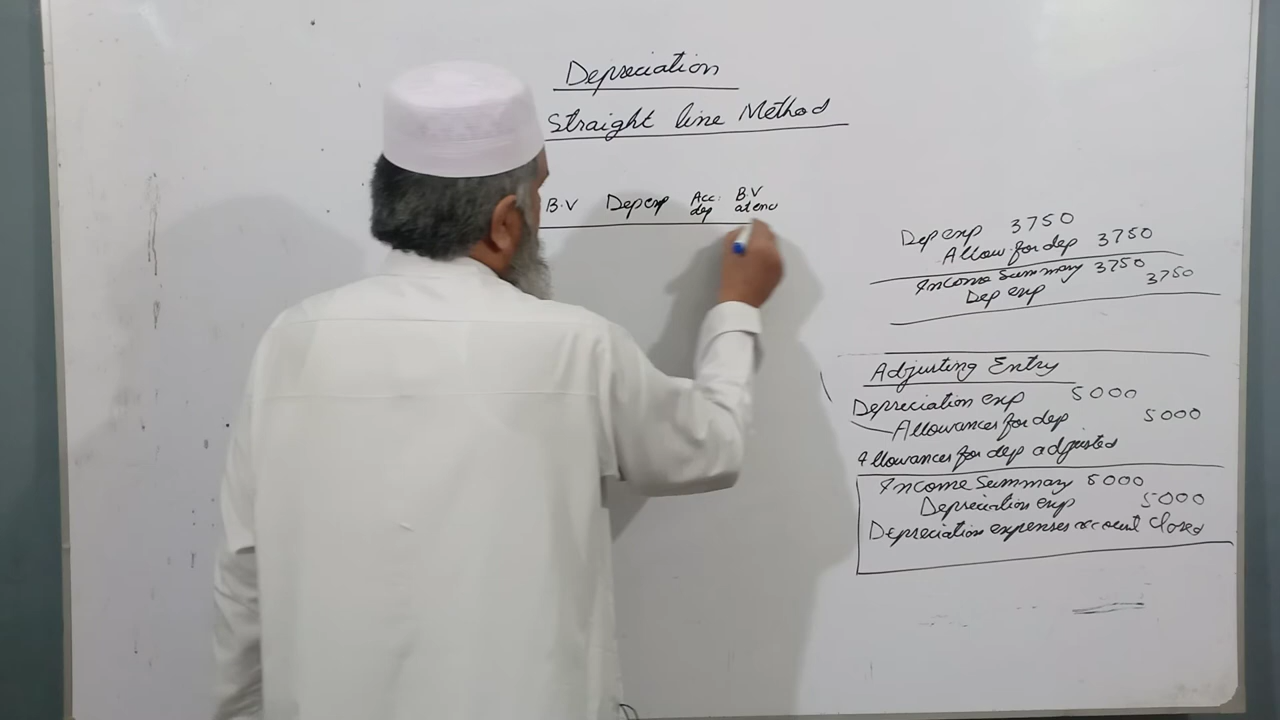 Depreciation
Straight line Method
B.V Dep exp Acc: dep B.V at end
Dep exp 3750
Allow for dep 3750
Income Summary 3750
Dep exp 3750
Adjusting Entry
Depreciation exp 5000
Allowances for dep 5000
Allowances for dep adjusted
Income Summary 5000
Depreciation exp 5000
Depreciation expenses account closed